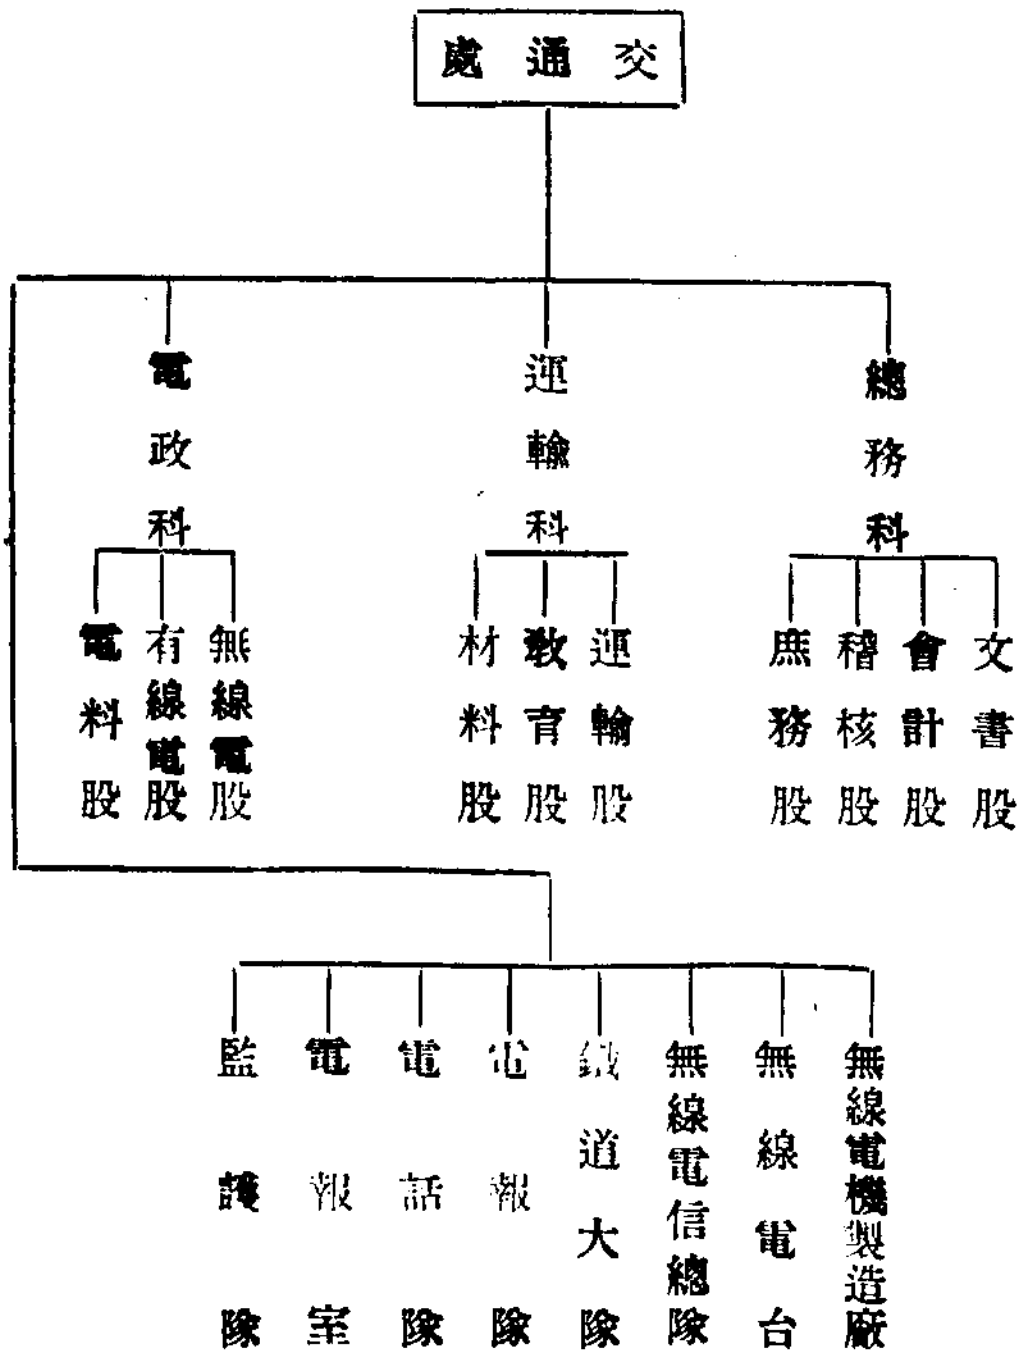 交通處
總務科
運輸科
電政科
文書股
會計股
稽核股
庶務股
運輸股
教育股
材料股
無線電股
有線電股
電料股
無線電機製造廠
無線電台
無線電信總隊
鐵道大隊
電報隊
電話隊
電報室
監護隊